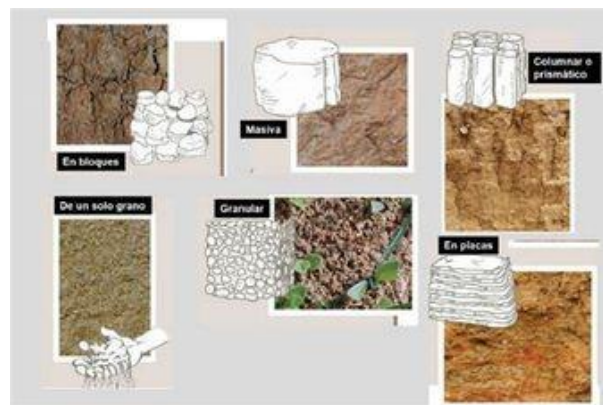 En bloques
Masiva
Columnar o
prismático
De un solo grano
Granular
En placas